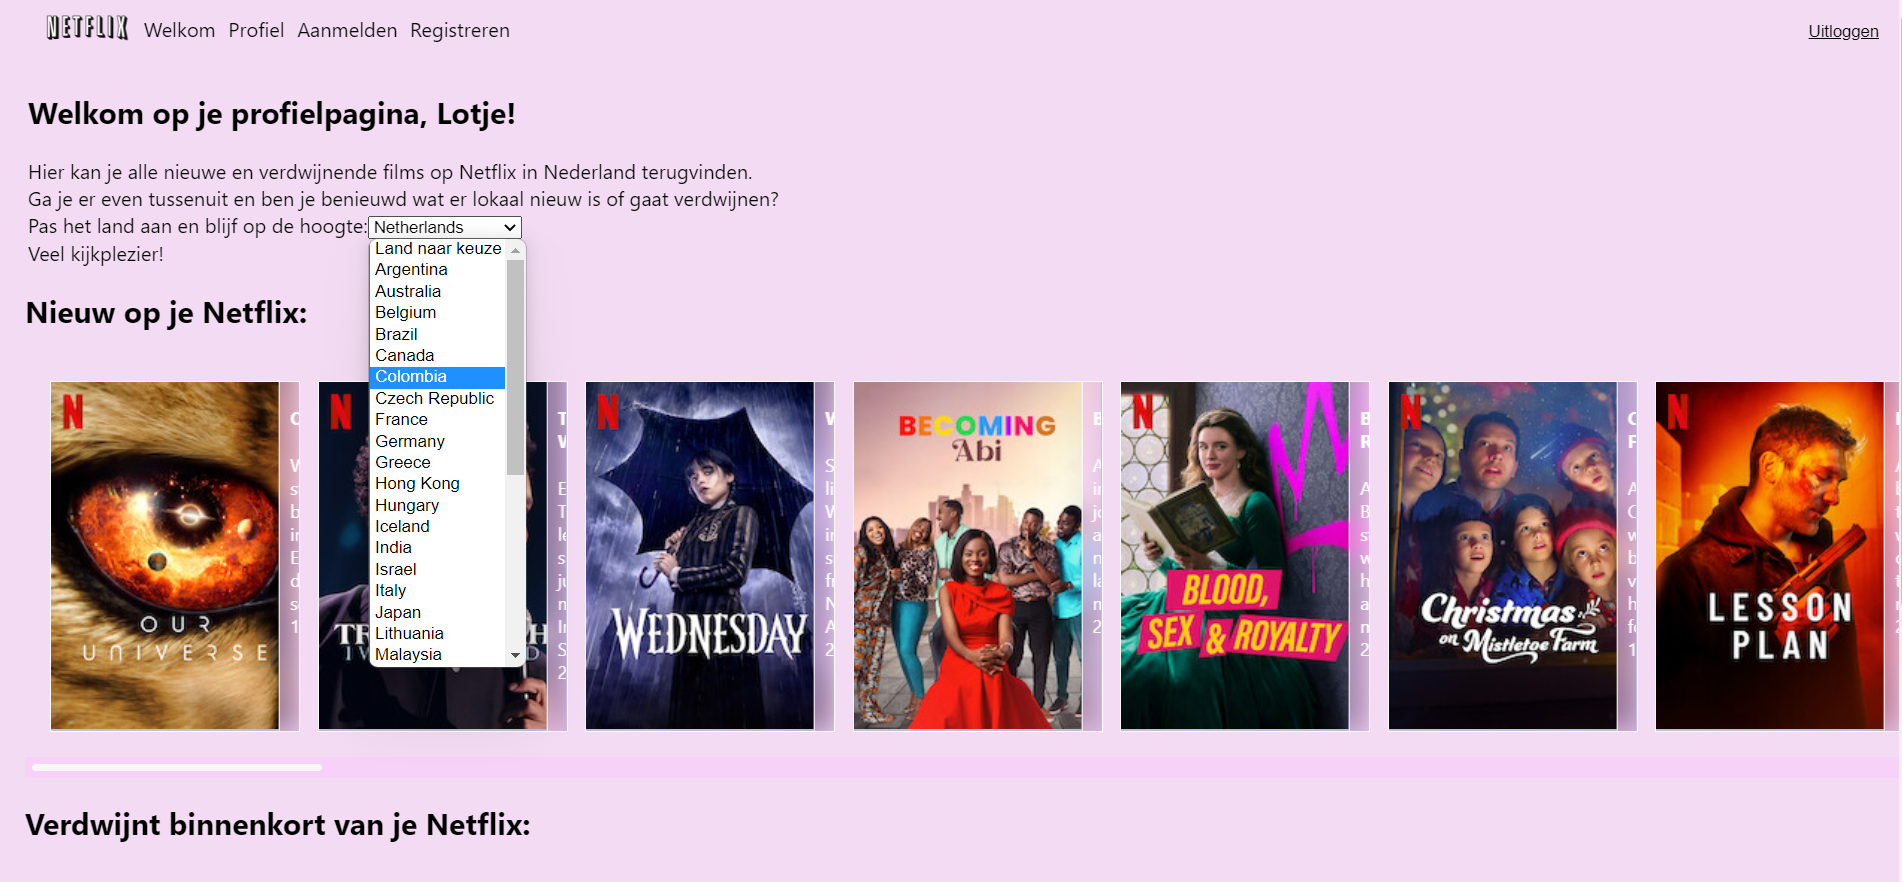 NETFLIX Welkom Profiel Aanmelden Registreren Uitloggen
Welkom op je profielpagina, Lotje!
Hier kan je alle nieuwe en verdwijnende films op Netflix in Nederland terugvinden.
Ga je er even tussenuit en ben je benieuwd wat er lokaal nieuw is of gaat verdwijnen?
Pas het land aan en blijf op de hoogte: Netherlands
Veel kijkplezier!
Land naar keuze
Argentina
Australia
Belgium
Brazil
Canada
Colombia
Czech Republic
France
Germany
Greece
Hong Kong
Hungary
Iceland
India
Israel
Italy
Japan
Lithuania
Malaysia
Nieuw op je Netflix:
N
OUR
UNIVERSE
N
N
WEDNESDAY
BECOMING
Abi
N
BLOOD,
SEX & ROYALTY
N
Christmas
on Mistletoe Farm
N
LESSON
PLAN
Verdwijnt binnenkort van je Netflix: